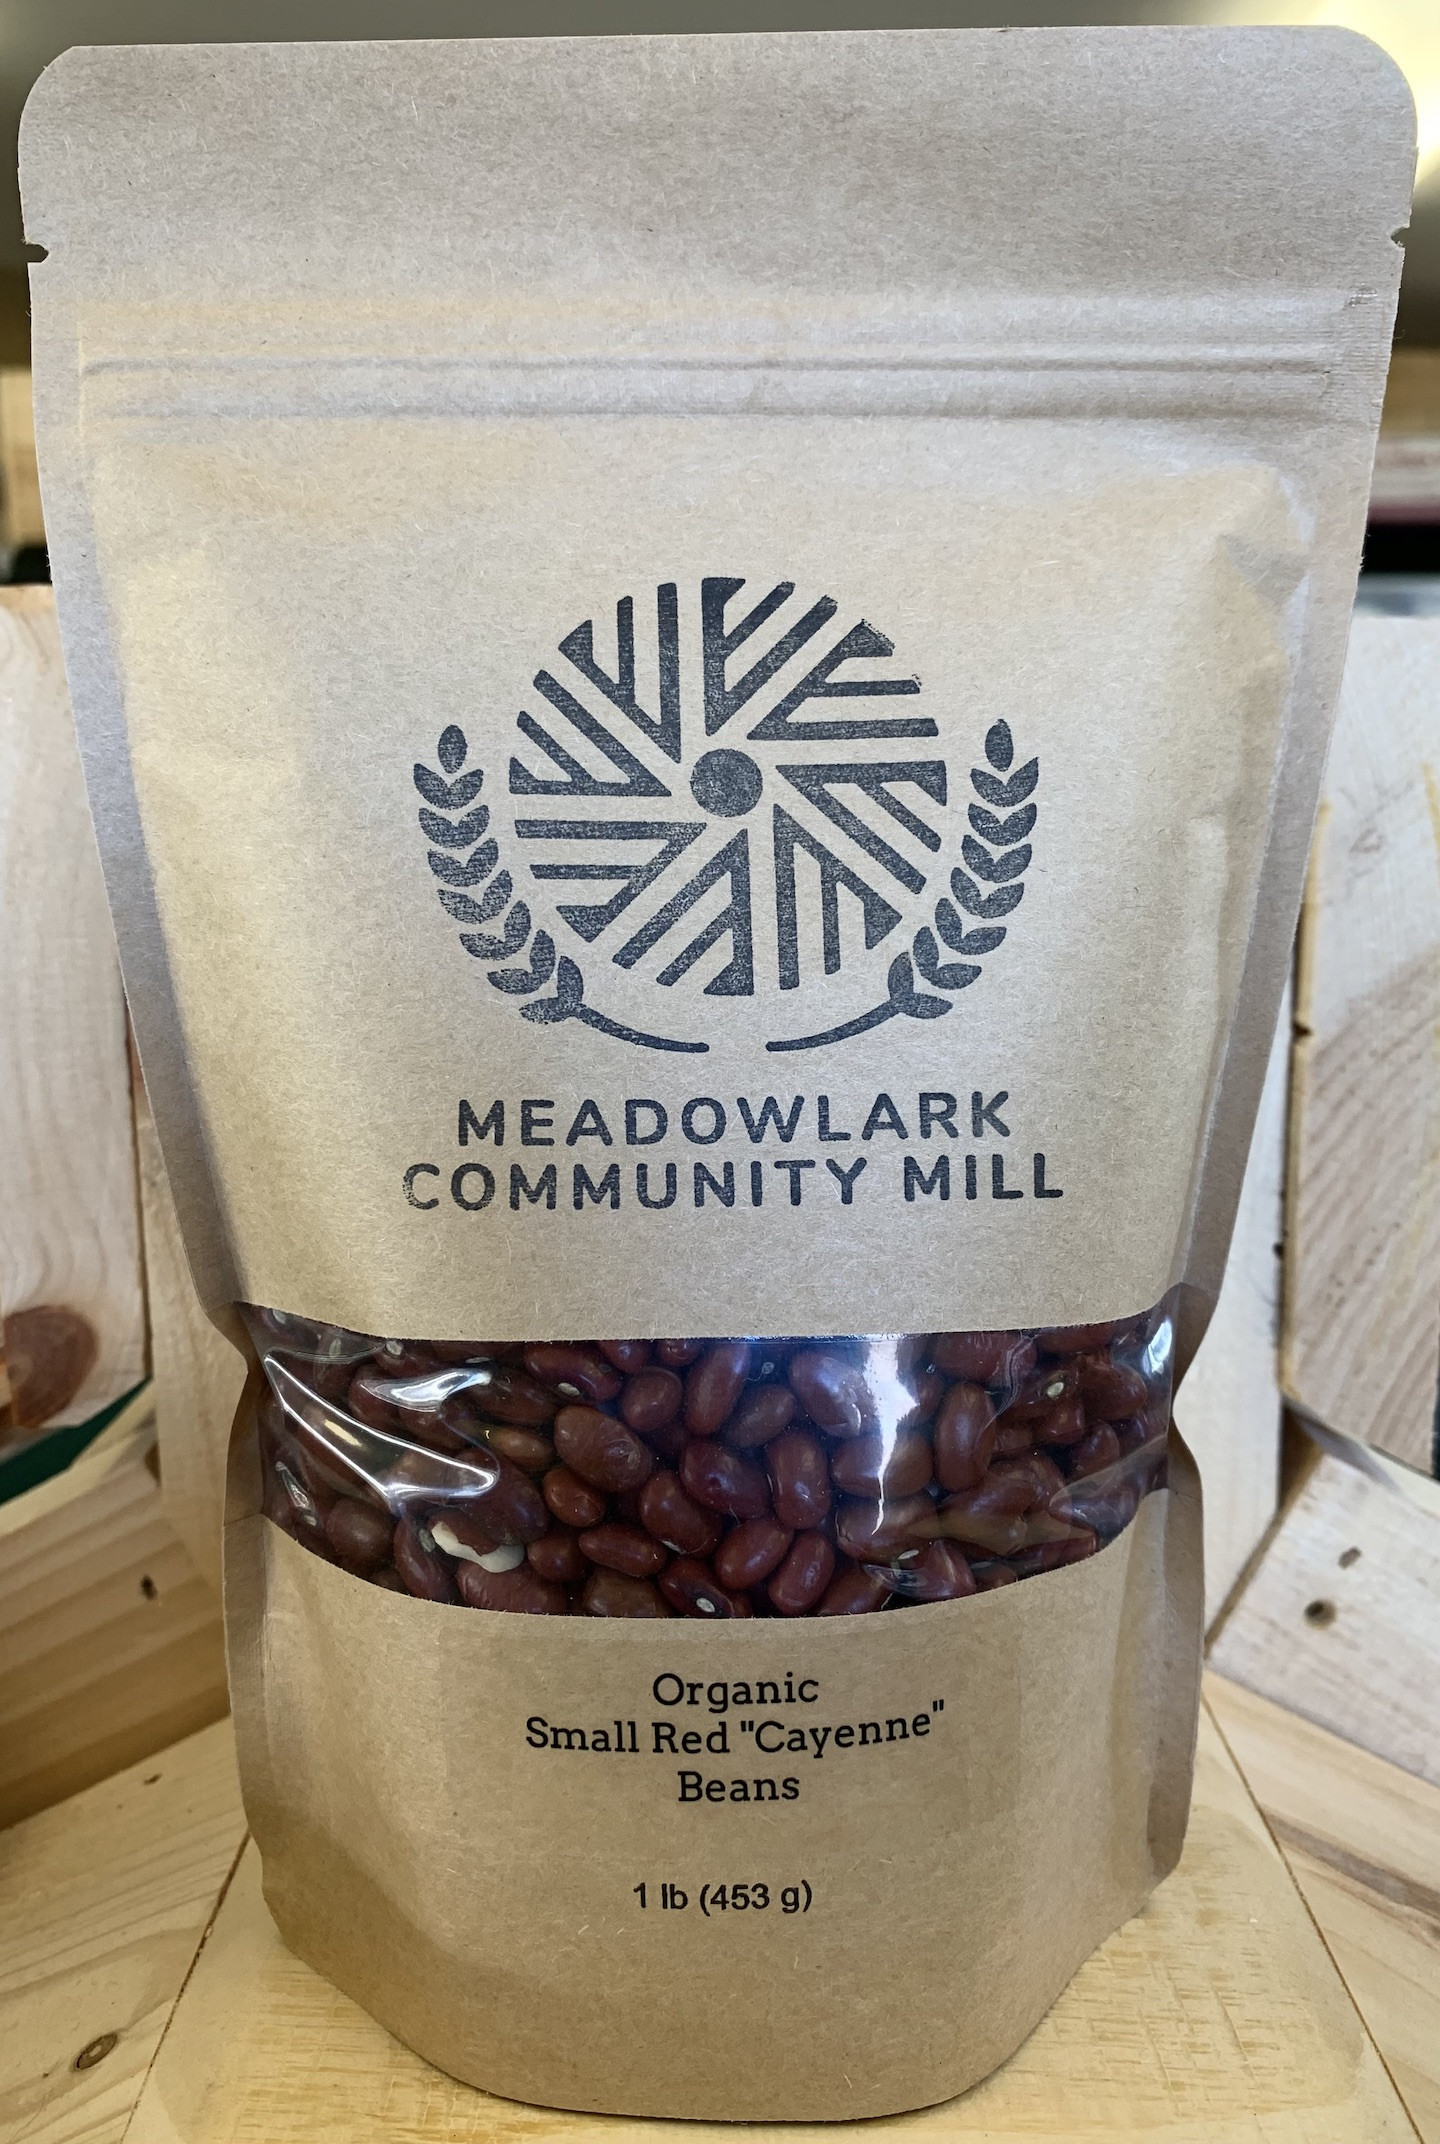 MEADOWLARK
COMMUNITY MILL
Organic
Small Red "Cayenne"
Beans
1 lb (453 g)